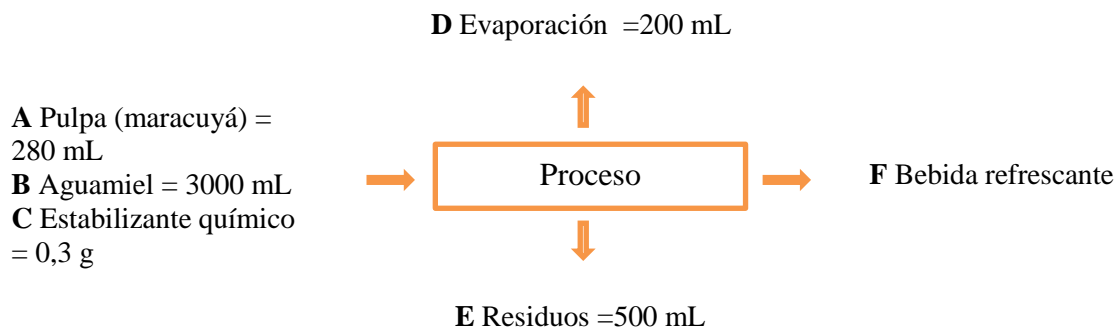 D Evaporación =200 mL
A Pulpa (maracuyá) =
280 mL
B Aguamiel = 3000 mL
C Estabilizante químico
= 0,3 g
Proceso
F Bebida refrescante
E Residuos =500 mL